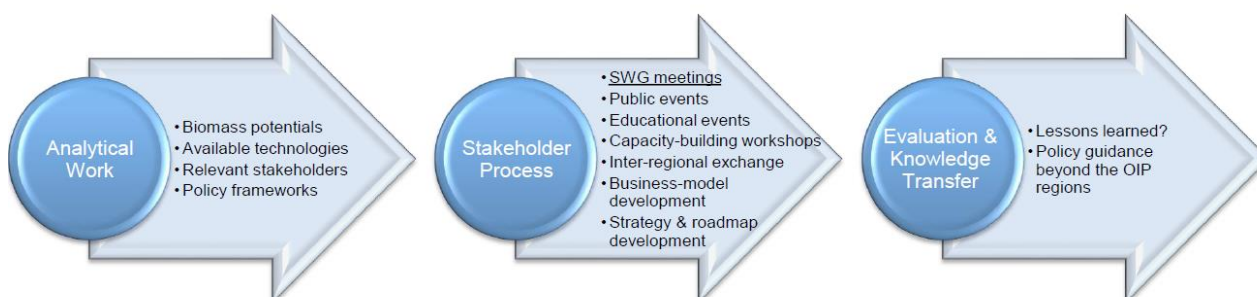 Analytical
Work
• Biomass potentials
• Available technologies
• Relevant stakeholders
• Policy frameworks
Stakeholder
Process
• SWG meetings
• Public events
• Educational events
• Capacity-building workshops
• Inter-regional exchange
• Business-model
development
• Strategy & roadmap
development
Evaluation &
Knowledge
Transfer
• Lessons learned?
• Policy guidance
beyond the OIP
regions